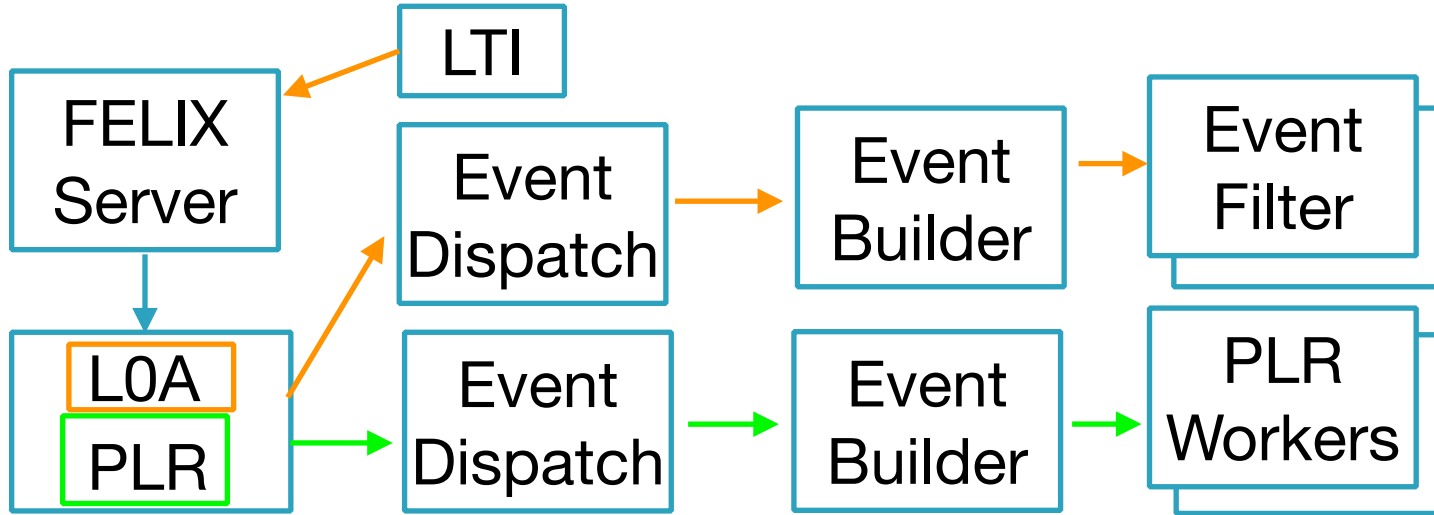 LTI
FELIX
Server
Event
Dispatch
Event
Builder
Event
Filter
L0A
PLR
Event
Dispatch
Event
Builder
PLR
Workers